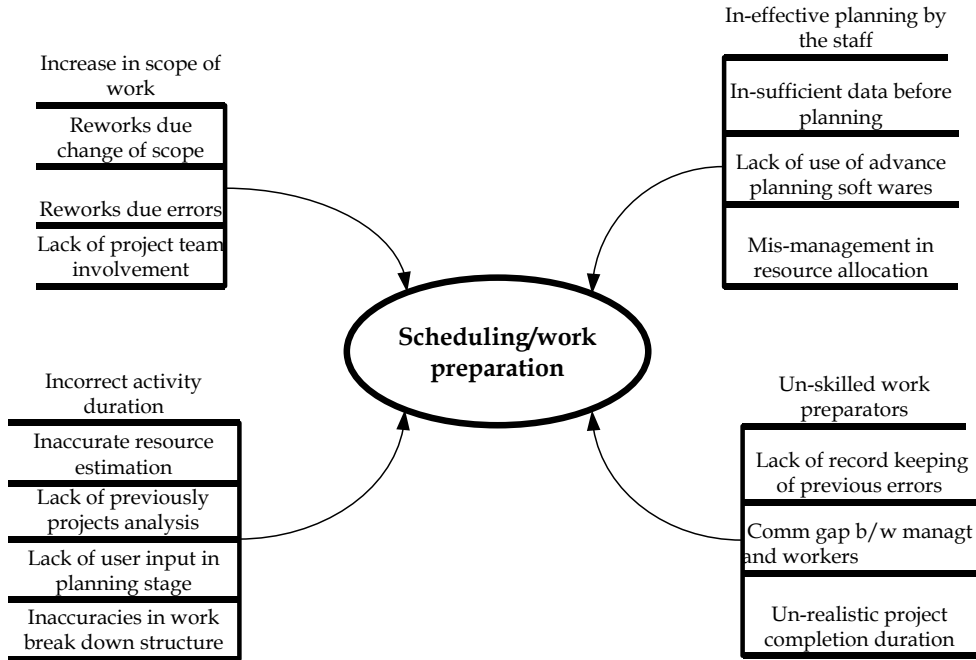 Increase in scope of
work
Reworks due
change of scope
Reworks due errors
Lack of project team
involvement
In-effective planning by
the staff
In-sufficient data before
planning
Lack of use of advance
planning soft wares
Mis-management in
resource allocation
Scheduling/work
preparation
Incorrect activity
duration
Inaccurate resource
estimation
Lack of previously
projects analysis
Lack of user input in
planning stage
Inaccuracies in work
break down structure
Un-skilled work
preparators
Lack of record keeping
of previous errors
Comm gap b/w managt
and workers
Un-realistic project
completion duration